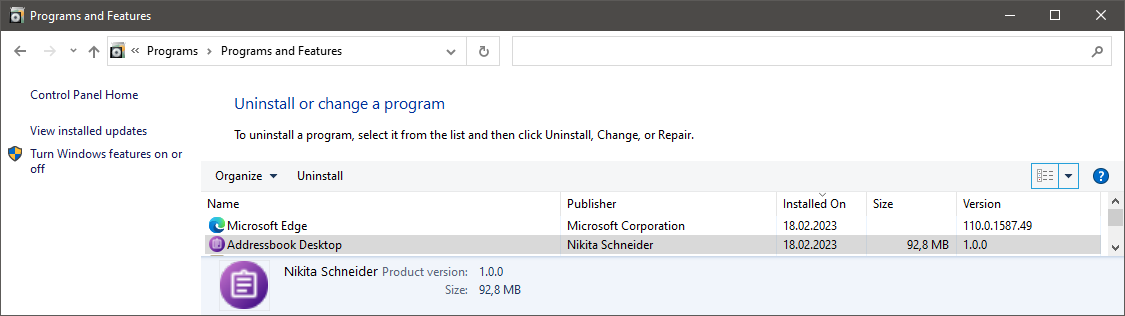 Programs and Features
Programs > Programs and Features
Control Panel Home
View installed updates
Turn Windows features on or
off
Uninstall or change a program
To uninstall a program, select it from the list and then click Uninstall, Change, or Repair.
Organize Uninstall
Name Publisher Installed On Size Version
Microsoft Edge Microsoft Corporation 18.02.2023 110.0.1587.49
Addressbook Desktop Nikita Schneider 18.02.2023 92,8 MB 1.0.0
Nikita Schneider Product version: 1.0.0
Size: 92,8 MB